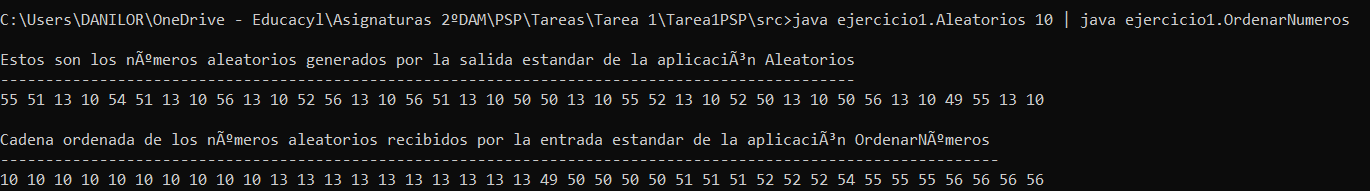 C:\Users\DANILOR\OneDrive - Educacyl\Asignaturas 2ºDAM\PSP\Tareas\Tarea 1\Tarea1PSP\src>java ejercicio1.Aleatorios 10 | java ejercicio1.OrdenarNumeros
Estos son los nÃºmeros aleatorios generados por la salida estandar de la aplicaciÃ³n Aleatorios
-----------------------------------------------------------------------------------------------
55 51 13 10 54 51 13 10 56 13 10 52 56 13 10 56 51 13 10 50 50 13 10 55 52 13 10 52 50 13 10 50 56 13 10 49 55 13 10
Cadena ordenada de los nÃºmeros aleatorios recibidos por la entrada estandar de la aplicaciÃ³n OrdenarNÃºmeros
---------------------------------------------------------------------------------------------------------------
10 10 10 10 10 10 10 10 10 10 13 13 13 13 13 13 13 13 13 13 49 50 50 50 50 51 51 51 52 52 52 54 55 55 55 56 56 56 56